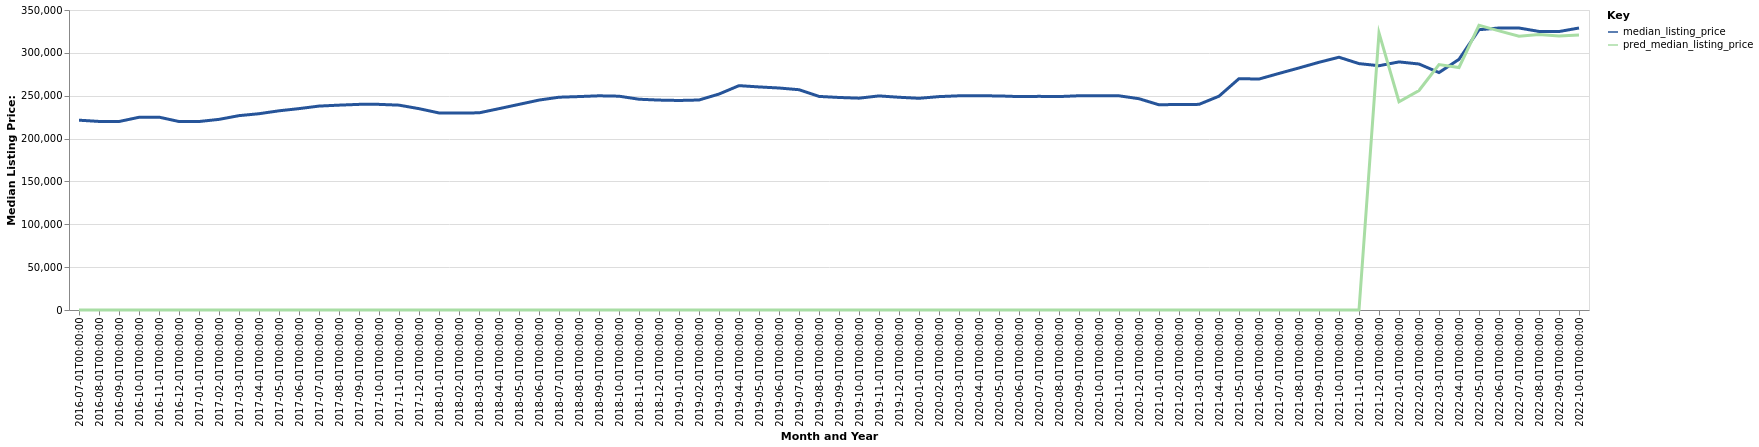 350,000
300,000
250,000
200,000
150,000
100,000
50,000
0
Median Listing Price:
2016-07-01T00:00:00
2016-08-01T00:00:00
2016-09-01T00:00:00
2016-10-01T00:00:00
2016-11-01T00:00:00
2016-12-01T00:00:00
2017-01-01T00:00:00
2017-02-01T00:00:00
2017-03-01T00:00:00
2017-04-01T00:00:00
2017-05-01T00:00:00
2017-06-01T00:00:00
2017-07-01T00:00:00
2017-08-01T00:00:00
2017-09-01T00:00:00
2017-10-01T00:00:00
2017-11-01T00:00:00
2017-12-01T00:00:00
2018-01-01T00:00:00
2018-02-01T00:00:00
2018-03-01T00:00:00
2018-04-01T00:00:00
2018-05-01T00:00:00
2018-06-01T00:00:00
2018-07-01T00:00:00
2018-08-01T00:00:00
2018-09-01T00:00:00
2018-10-01T00:00:00
2018-11-01T00:00:00
2018-12-01T00:00:00
2019-01-01T00:00:00
2019-02-01T00:00:00
2019-03-01T00:00:00
2019-04-01T00:00:00
2019-05-01T00:00:00
2019-06-01T00:00:00
2019-07-01T00:00:00
2019-08-01T00:00:00
2019-09-01T00:00:00
2019-10-01T00:00:00
2019-11-01T00:00:00
2019-12-01T00:00:00
2020-01-01T00:00:00
2020-02-01T00:00:00
2020-03-01T00:00:00
2020-04-01T00:00:00
2020-05-01T00:00:00
2020-06-01T00:00:00
2020-07-01T00:00:00
2020-08-01T00:00:00
2020-09-01T00:00:00
2020-10-01T00:00:00
2020-11-01T00:00:00
2020-12-01T00:00:00
2021-01-01T00:00:00
2021-02-01T00:00:00
2021-03-01T00:00:00
2021-04-01T00:00:00
2021-05-01T00:00:00
2021-06-01T00:00:00
2021-07-01T00:00:00
2021-08-01T00:00:00
2021-09-01T00:00:00
2021-10-01T00:00:00
2021-11-01T00:00:00
2021-12-01T00:00:00
2022-01-01T00:00:00
2022-02-01T00:00:00
2022-03-01T00:00:00
2022-04-01T00:00:00
2022-05-01T00:00:00
2022-06-01T00:00:00
2022-07-01T00:00:00
2022-08-01T00:00:00
2022-09-01T00:00:00
2022-10-01T00:00:00
Month and Year
Key
median_listing_price
pred_median_listing_price